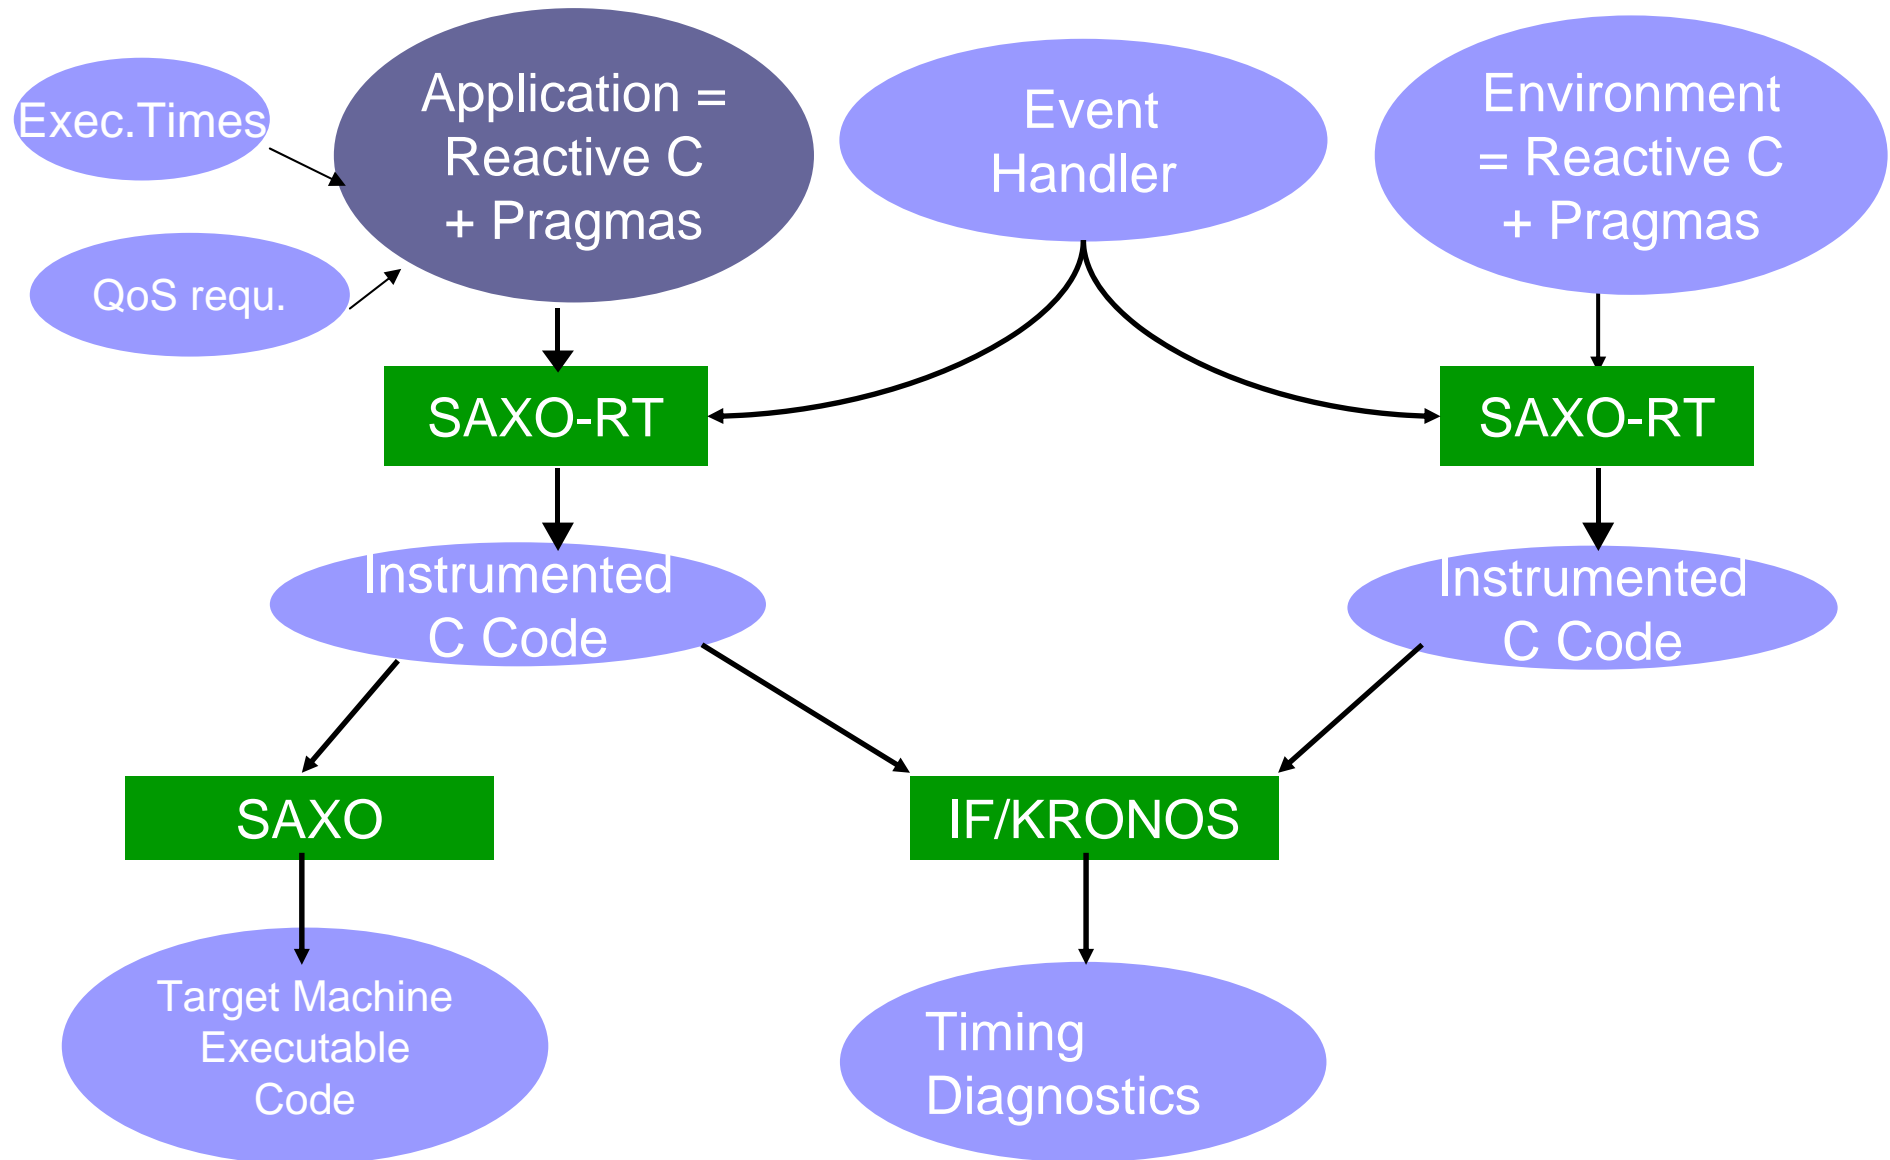 Exec.Times
Application =
Reactive C
+ Pragmas
Event
Handler
Environment
= Reactive C
+ Pragmas
QoS requ.
SAXO-RT
SAXO-RT
Instrumented
C Code
Instrumented
C Code
SAXO
IF/KRONOS
Target Machine
Executable
Code
Timing
Diagnostics